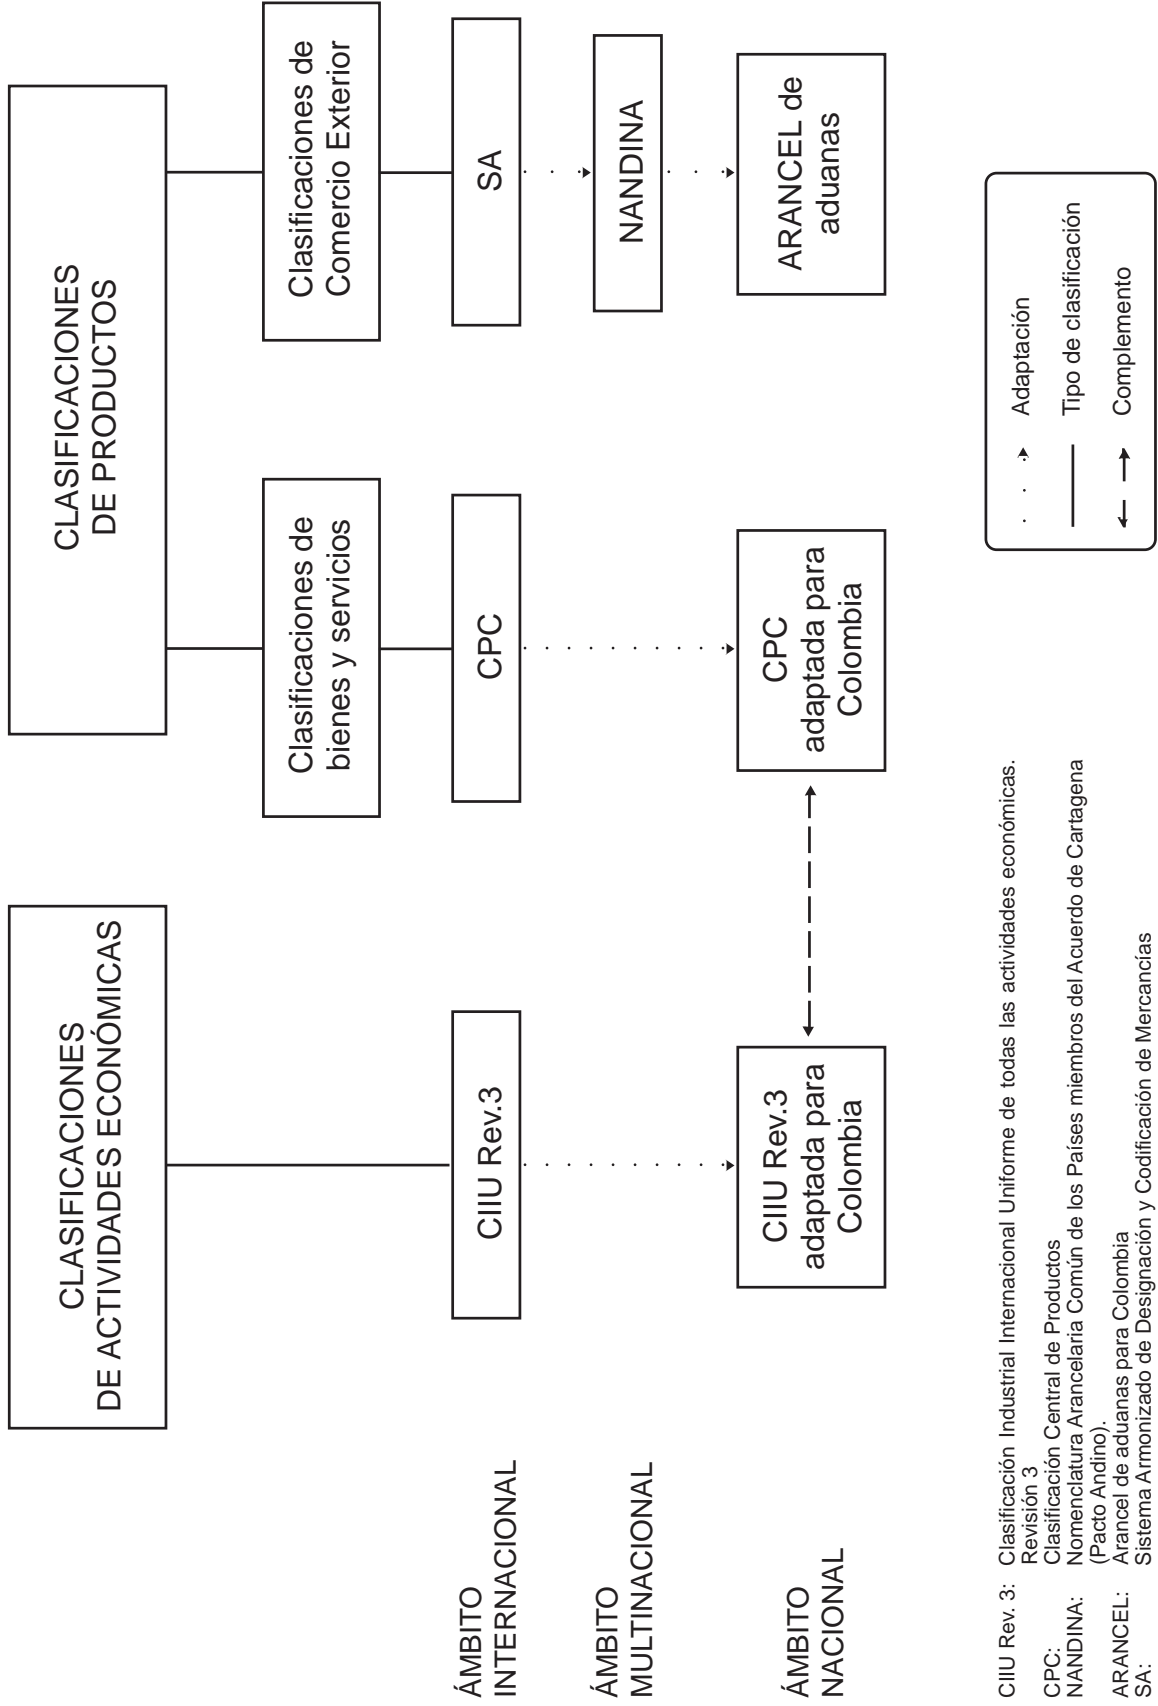 CLASIFICACIONES
DE ACTIVIDADES ECONÓMICAS
CLASIFICACIONES
DE PRODUCTOS
Clasificaciones de
bienes y servicios
Clasificaciones de
Comercio Exterior
ÁMBITO
INTERNACIONAL
CIIU Rev.3
CPC
SA
ÁMBITO
MULTINACIONAL
NANDINA
ÁMBITO
NACIONAL
CIIU Rev.3
adaptada para
Colombia
CPC
adaptada para
Colombia
ARANCEL de
aduanas
CIIU Rev. 3: Clasificación Industrial Internacional Uniforme de todas las actividades económicas.
Revisión 3
CPC: Clasificación Central de Productos
NANDINA: Nomenclatura Arancelaria Común de los Países miembros del Acuerdo de Cartagena
(Pacto Andino).
ARANCEL: Arancel de aduanas para Colombia
SA: Sistema Armonizado de Designación y Codificación de Mercancías
Adaptación
Tipo de clasificación
Complemento